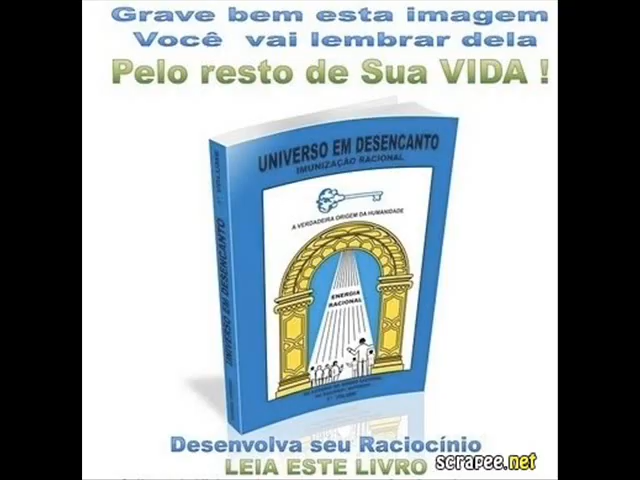 Grave bem esta imagem
Você vai lembrar dela
Pelo resto de Sua VIDA !
UNIVERSO EM DESENCANTO
IMUNIZAÇÃO RACIONAL
A VERDADEIRA ORIGEM DA HUMANIDADE
ENERGIA
RACIONAL
UNIVERSO EM DESENCANTO
Desenvolva seu Raciocínio
LEIA ESTE LIVRO
scrapee.net